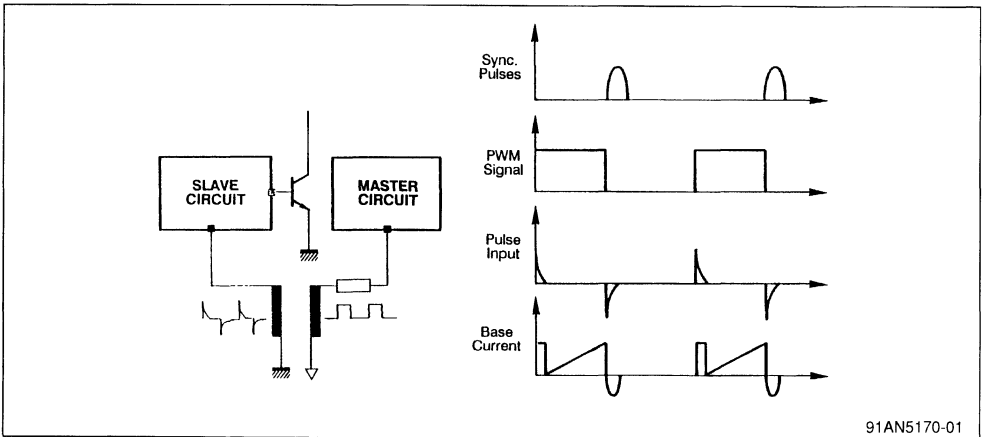 Sync.
Pulses
PWM
Signal
SLAVE
CIRCUIT
MASTER
CIRCUIT
Pulse
Input
Base
Current
91AN5170-01